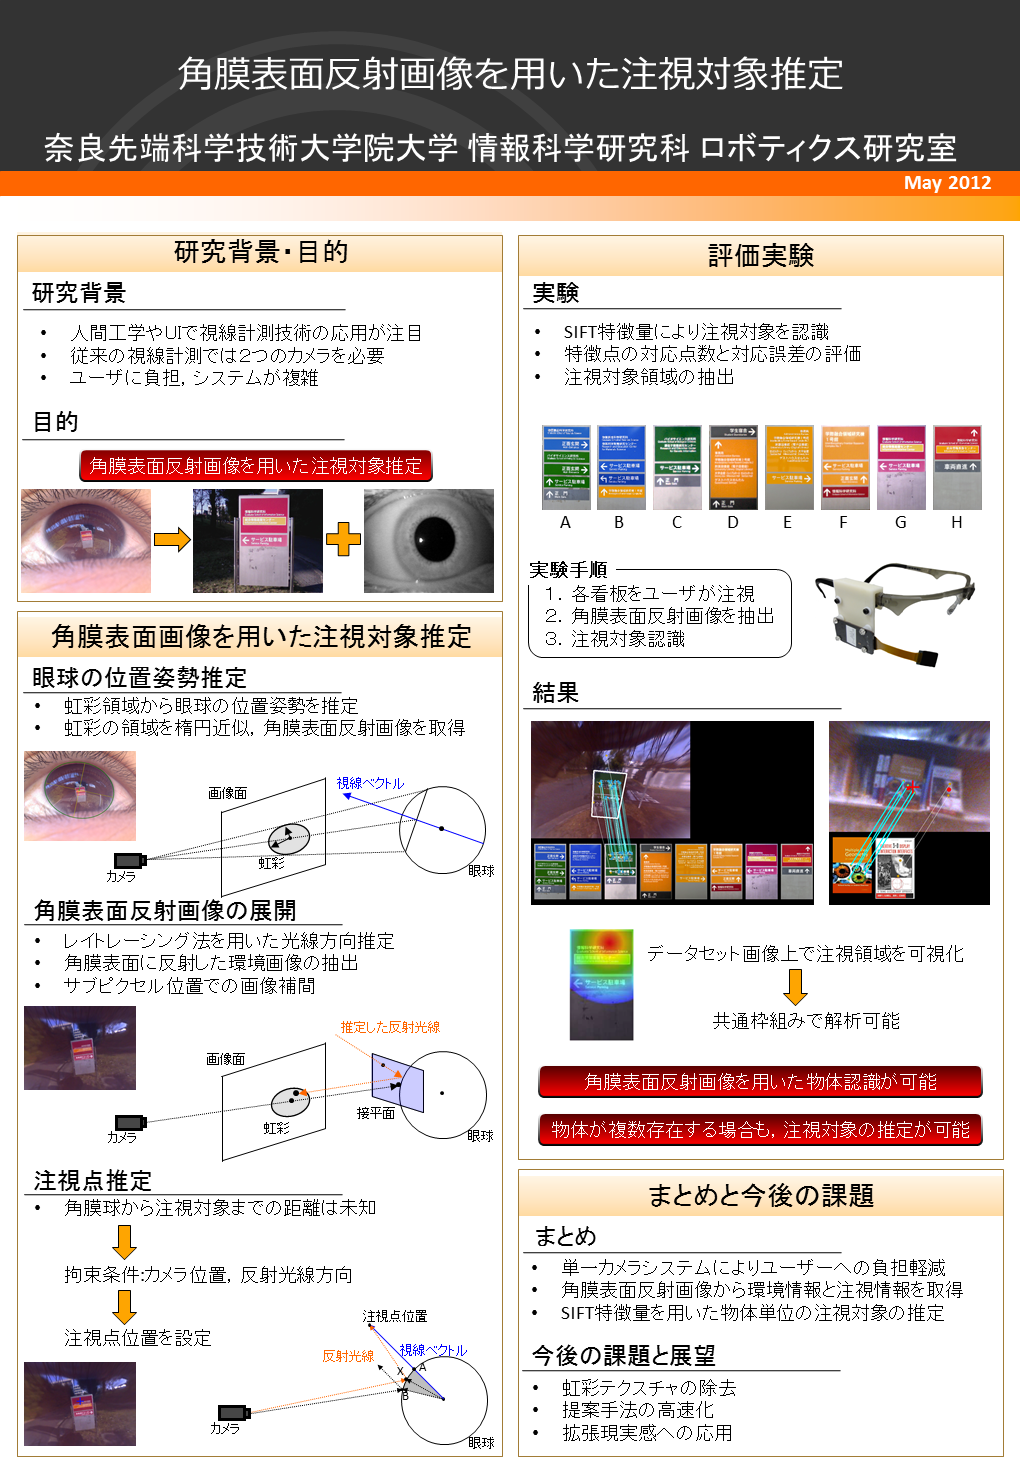 角膜表面反射画像を用いた注視対象推定
奈良先端科学技術大学院大学 情報科学研究科 ロボティクス研究室
May 2012
研究背景・目的
研究背景
• 人間工学やUIで視線計測技術の応用が注目
• 従来の視線計測では2つのカメラを必要
• ユーザに負担，システムが複雑
目的
角膜表面反射画像を用いた注視対象推定
角膜表面画像を用いた注視対象推定
眼球の位置姿勢推定
• 虹彩領域から眼球の位置姿勢を推定
• 虹彩の領域を楕円近似，角膜表面反射画像を取得
画像面
視線ベクトル
虹彩
カメラ
眼球
角膜表面反射画像の展開
• レイトレーシング法を用いた光線方向推定
• 角膜表面に反射した環境画像の抽出
• サブピクセル位置での画像補間
推定した反射光線
画像面
接平面
虹彩
カメラ
眼球
注視点推定
• 角膜球から注視対象までの距離は未知
拘束条件:カメラ位置，反射光線方向
注視点位置を設定
注視点位置
視線ベクトル
反射光線
X
A
B
カメラ
眼球
評価実験
実験
• SIFT特徴量により注視対象を認識
• 特徴点の対応点数と対応誤差の評価
• 注視対象領域の抽出
A B C D E F G H
実験手順
1. 各看板をユーザが注視
2. 角膜表面反射画像を抽出
3. 注視対象認識
結果
データセット画像上で注視領域を可視化
共通枠組みで解析可能
角膜表面反射画像を用いた物体認識が可能
物体が複数存在する場合も，注視対象の推定が可能
まとめと今後の課題
まとめ
• 単一カメラシステムによりユーザーへの負担軽減
• 角膜表面反射画像から環境情報と注視情報を取得
• SIFT特徴量を用いた物体単位の注視対象の推定
今後の課題と展望
• 虹彩テクスチャの除去
• 提案手法の高速化
• 拡張現実感への応用